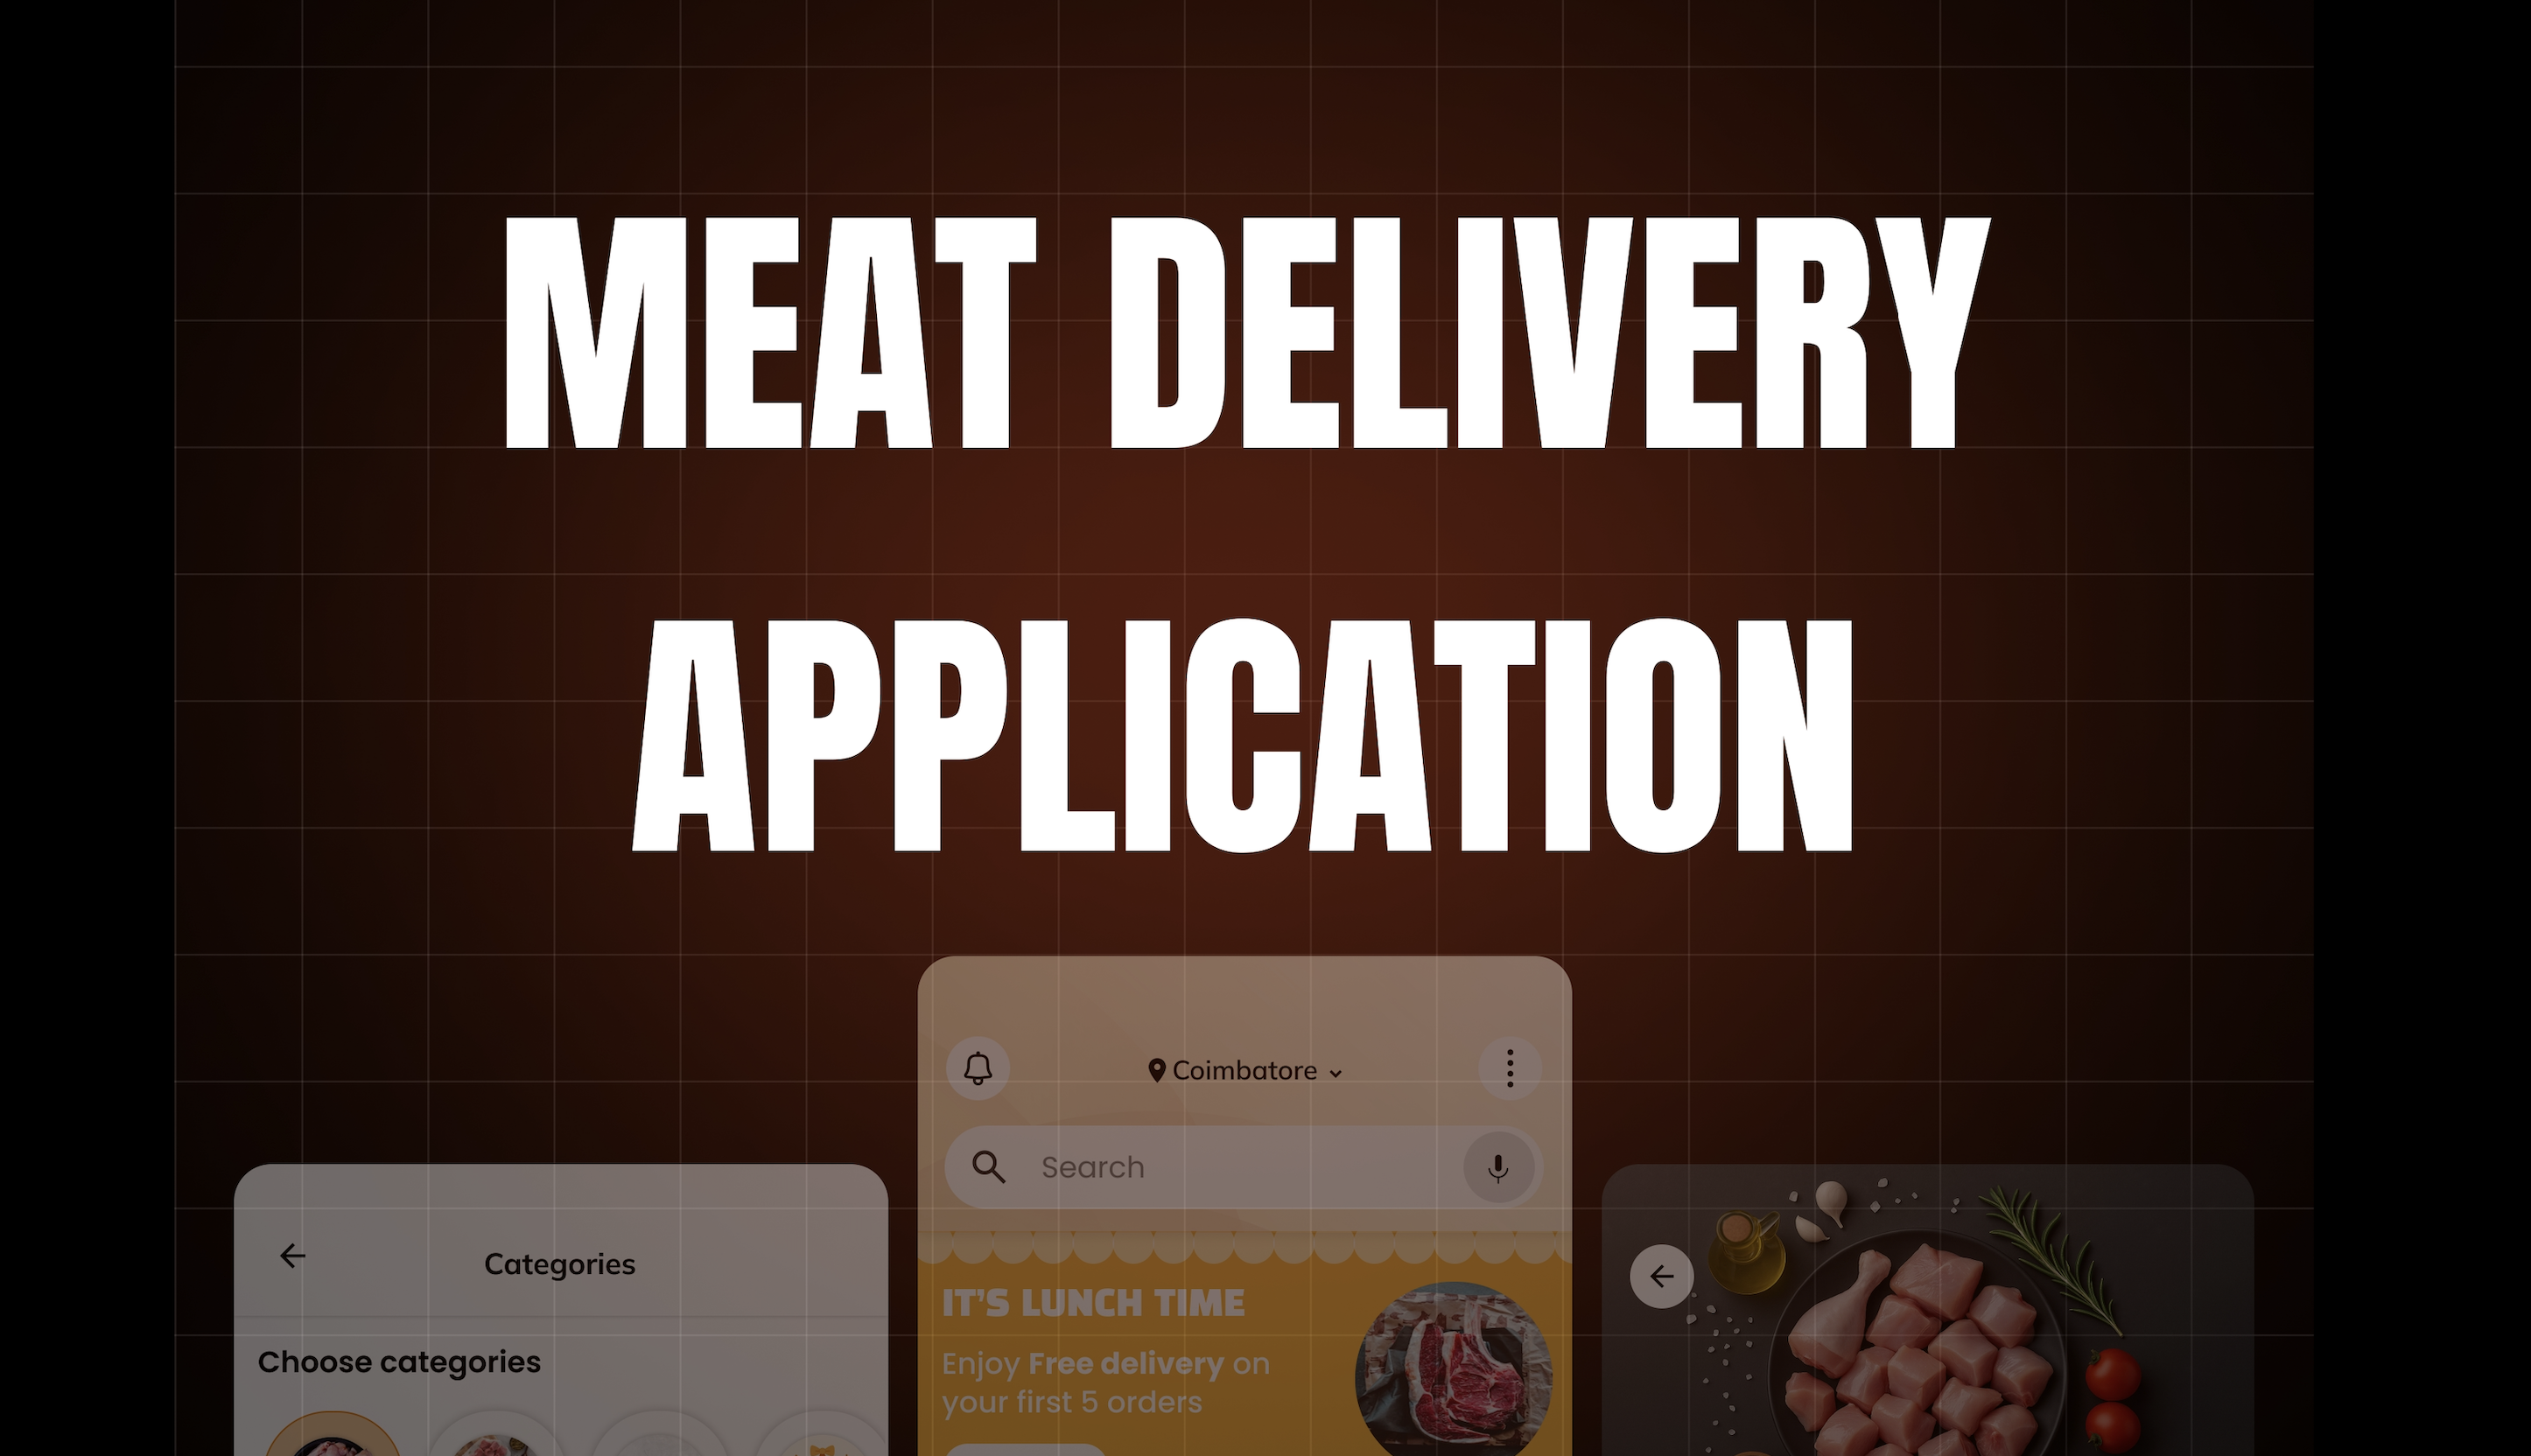 MEAT DELIVERY
APPLICATION
Coimbatore
Search
Categories
Choose categories
IT'S LUNCH TIME
Enjoy Free delivery on
your first 5 orders